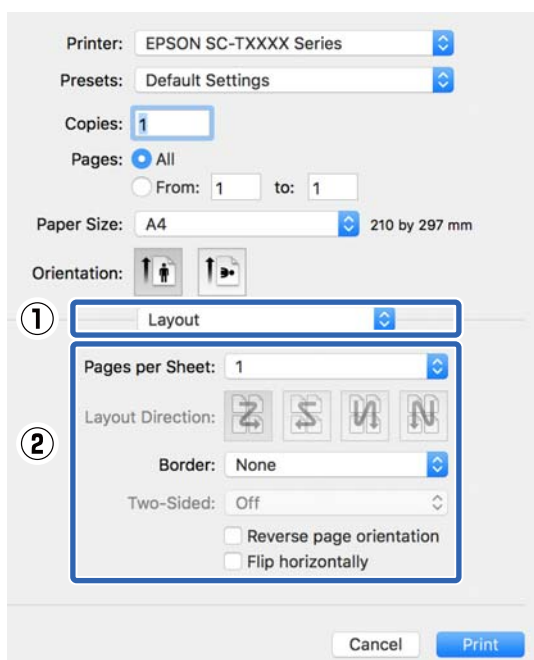 Printer: EPSON SC-TXXXX Series
Presets: Default Settings
Copies: 1
Pages: All
From: 1 to: 1
Paper Size: A4 210 by 297 mm
Orientation:
① Layout
②
Pages per Sheet: 1
Layout Direction:
Border: None
Two-Sided: Off
Reverse page orientation
Flip horizontally
Cancel Print